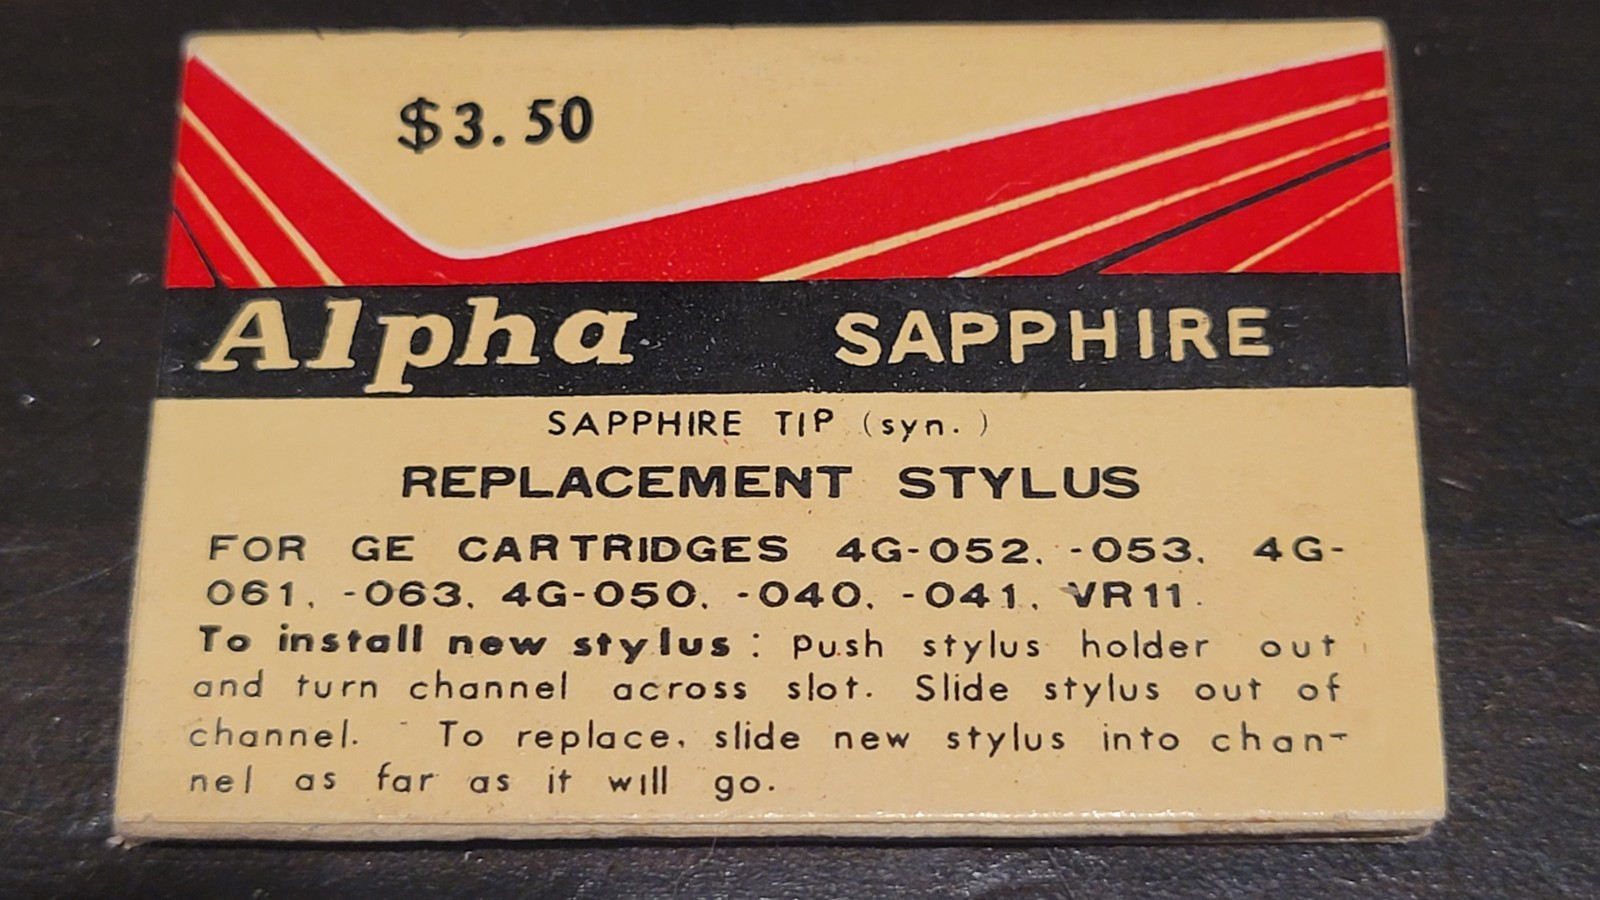 $3.50
Alpha SAPPHIRE
SAPPHIRE TIP (syn.)
REPLACEMENT STYLUS
FOR GE CARTRIDGES 4G-052, -053, 4G-
061, -063, 4G-050, -040, -041, VR11.
To install new stylus: Push stylus holder out
and turn channel across slot. Slide stylus out of
channel. To replace, slide new stylus into chan-
nel as far as it will go.